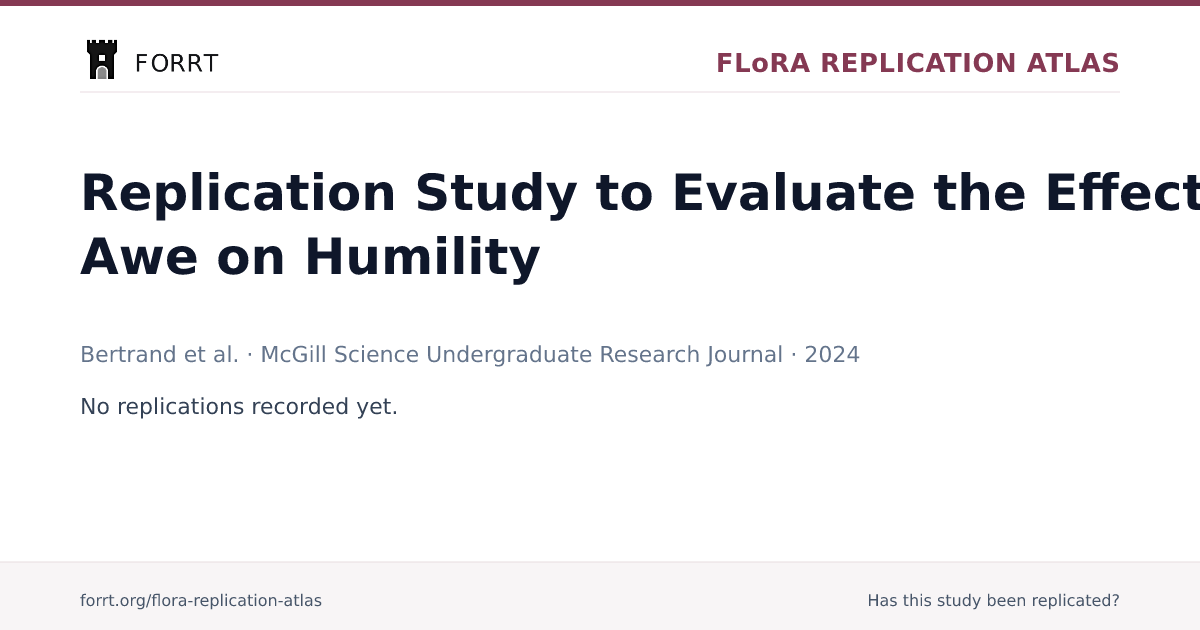 FORRT
FLoRA REPLICATION ATLAS
Replication Study to Evaluate the Effect
Awe on Humility
Bertrand et al. · McGill Science Undergraduate Research Journal · 2024
No replications recorded yet.
forrt.org/flora-replication-atlas
Has this study been replicated?